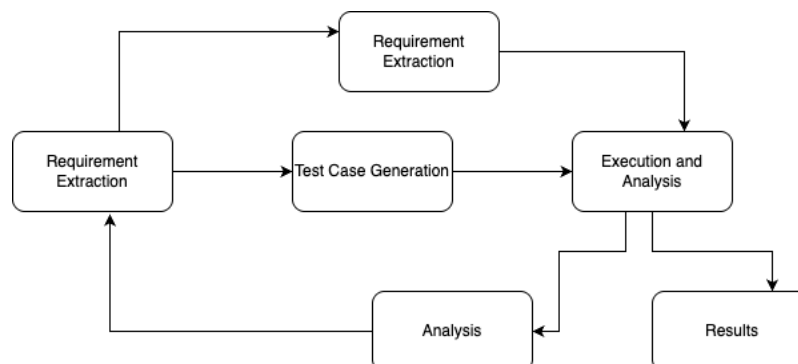 Requirement
Extraction
Requirement
Extraction
Test Case Generation
Execution and
Analysis
Analysis
Results